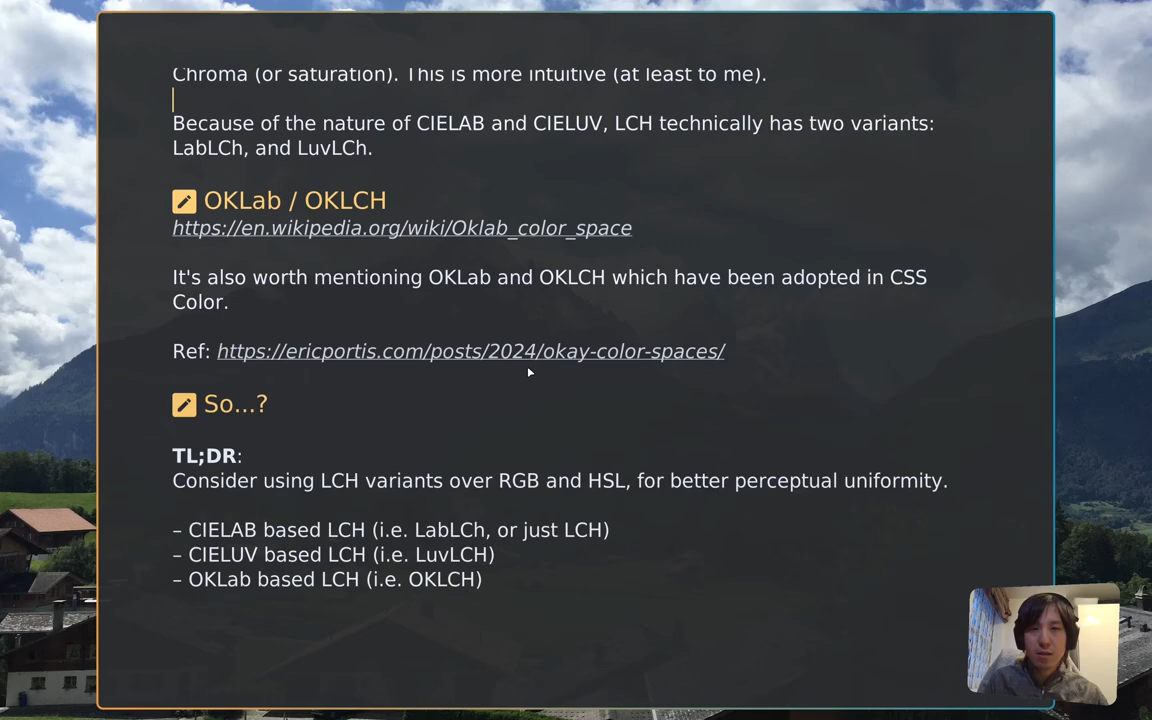 Chroma (or saturation). This is more intuitive (at least to me).
Because of the nature of CIELAB and CIELUV, LCH technically has two variants:
LabLCh, and LuvLCh.
OKLab / OKLCH
https://en.wikipedia.org/wiki/Oklab_color_space
It's also worth mentioning OKLab and OKLCH which have been adopted in CSS
Color.
Ref: https://ericportis.com/posts/2024/okay-color-spaces/
So...?
TL;DR:
Consider using LCH variants over RGB and HSL, for better perceptual uniformity.
– CIELAB based LCH (i.e. LabLCh, or just LCH)
– CIELUV based LCH (i.e. LuvLCH)
– OKLab based LCH (i.e. OKLCH)